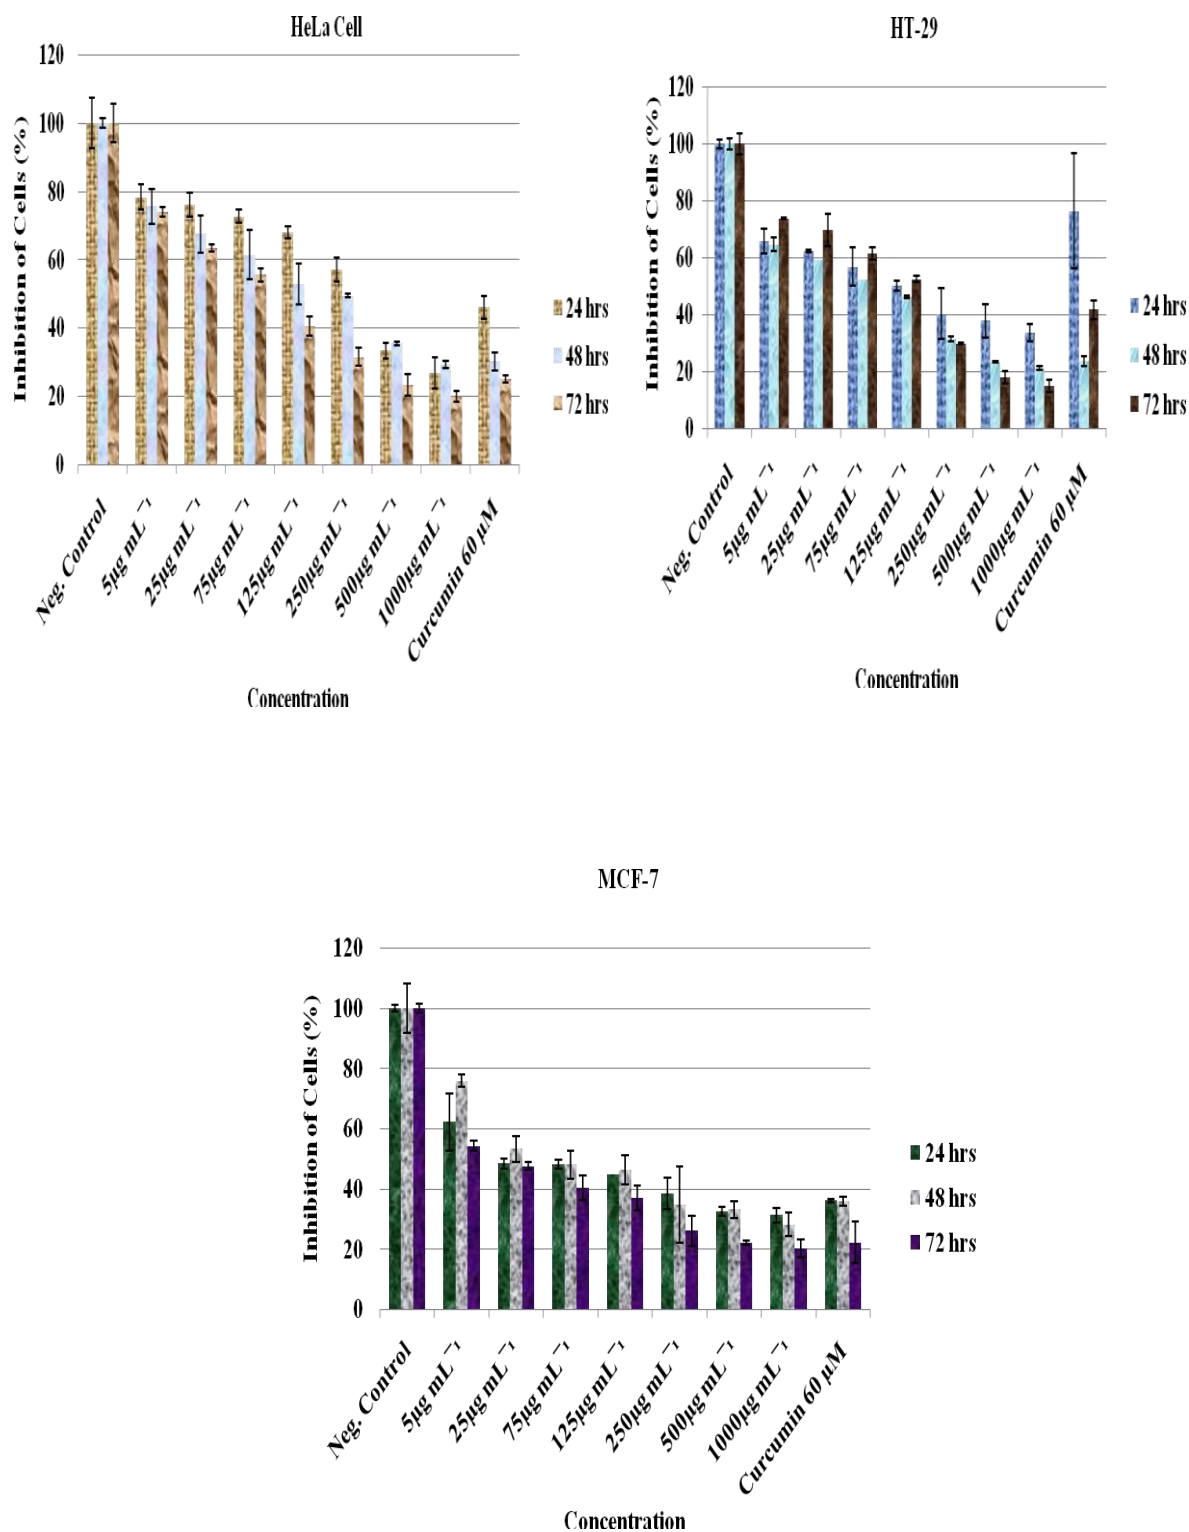 HeLa Cell
Inhibition of Cells (%)
120
100
80
60
40
20
0
Neg. Control
5µg mL⁻¹
25µg mL⁻¹
75µg mL⁻¹
125µg mL⁻¹
250µg mL⁻¹
500µg mL⁻¹
1000µg mL⁻¹
Curcumin 60 µM
24 hrs
48 hrs
72 hrs
Concentration
HT-29
Inhibition of Cells (%)
120
100
80
60
40
20
0
Neg. Control
5µg mL⁻¹
25µg mL⁻¹
75µg mL⁻¹
125µg mL⁻¹
250µg mL⁻¹
500µg mL⁻¹
1000µg mL⁻¹
Curcumin 60 µM
24 hrs
48 hrs
72 hrs
Concentration
MCF-7
Inhibition of Cells (%)
120
100
80
60
40
20
0
Neg. Control
5µg mL⁻¹
25µg mL⁻¹
75µg mL⁻¹
125µg mL⁻¹
250µg mL⁻¹
500µg mL⁻¹
1000µg mL⁻¹
Curcumin 60 µM
24 hrs
48 hrs
72 hrs
Concentration